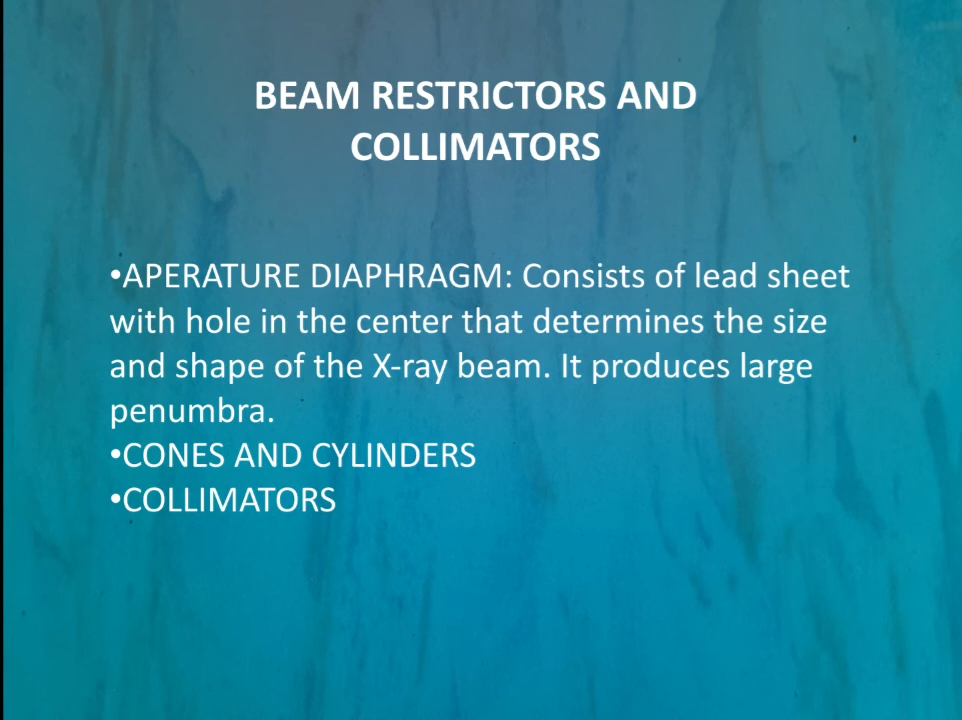 BEAM RESTRICTORS AND
COLLIMATORS
•APERATURE DIAPHRAGM: Consists of lead sheet
with hole in the center that determines the size
and shape of the X-ray beam. It produces large
penumbra.
•CONES AND CYLINDERS
•COLLIMATORS